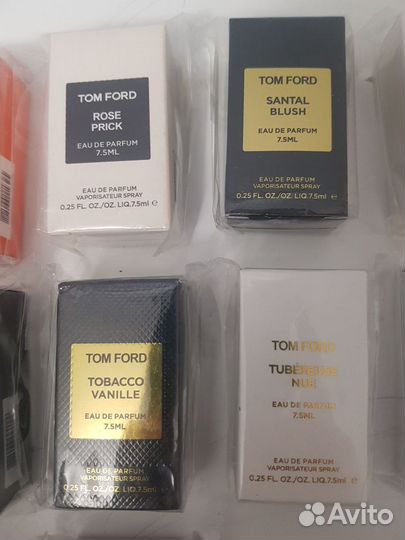 TOM FORD
ROSE
PRICK
EAU DE PARFUM
7.5ML
EAU DE PARFUM
VAPORISATEUR SPRAY
0.25 FL. OZ./OZ. LIQ.7.5ml e
TOM FORD
SANTAL
BLUSH
EAU DE PARFUM
7.5ML
EAU DE PARFUM
VAPORISATEUR SPRAY
0.25 FL. OZ./OZ. LIQ.7.5ml e
TOM FORD
TOBACCO
VANILLE
EAU DE PARFUM
7.5ML
EAU DE PARFUM
VAPORISATEUR SPRAY
0.25 FL. OZ./OZ. LIQ.7.5ml e
TOM FORD
TUBÉREUSE
NUE
EAU DE PARFUM
7.5ML
EAU DE PARFUM
VAPORISATEUR SPRAY
0.25 FL. OZ./OZ. LIQ.7.5ml e
Avito